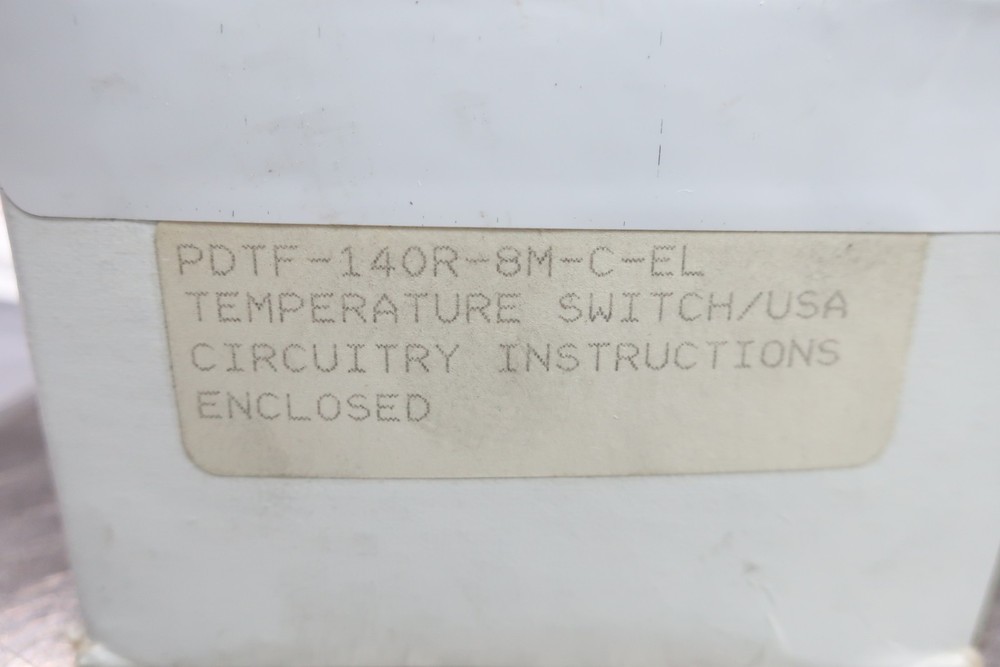 PDTF-140R-8M-C-EL
TEMPERATURE SWITCH/USA
CIRCUITRY INSTRUCTIONS
ENCLOSED